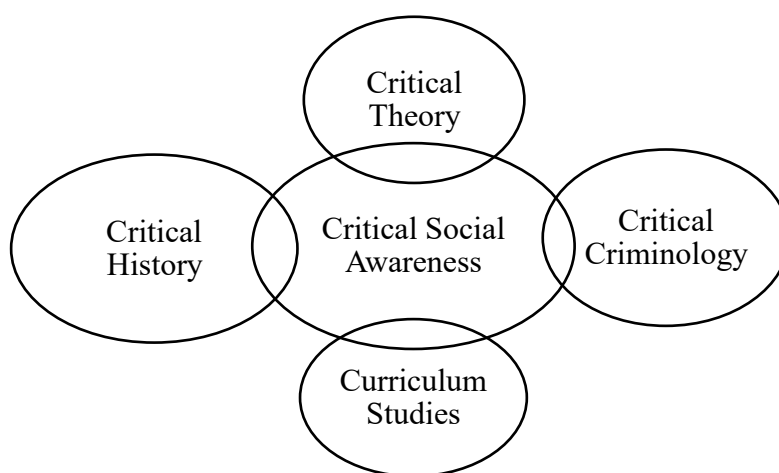 Critical
Theory
Critical
History
Critical Social
Awareness
Critical
Criminology
Curriculum
Studies